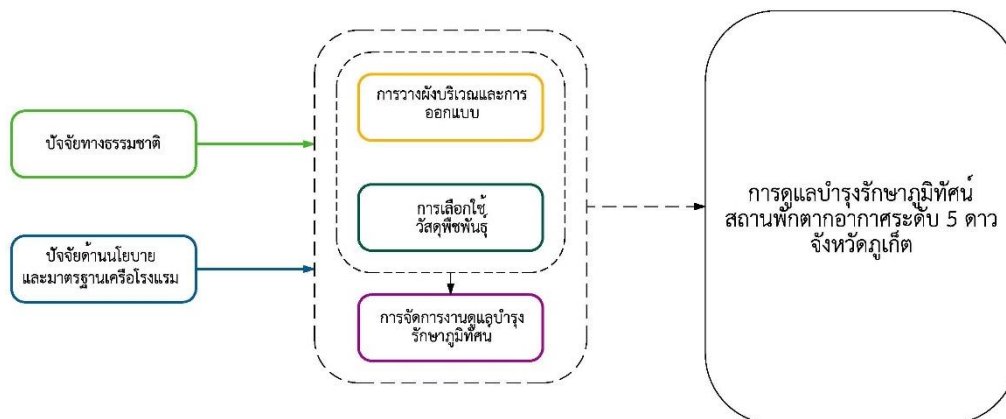 ปัจจัยทางธรรมชาติ
ปัจจัยด้านนโยบาย
และมาตรฐานเครือโรงแรม
การวางผังบริเวณและการ
ออกแบบ
การเลือกใช้
วัสดุพืชพันธุ์
การจัดการงานดูแลบำรุง
รักษาภูมิทัศน์
การดูแลบำรุงรักษาภูมิทัศน์
สถานพักตากอากาศระดับ 5 ดาว
จังหวัดภูเก็ต